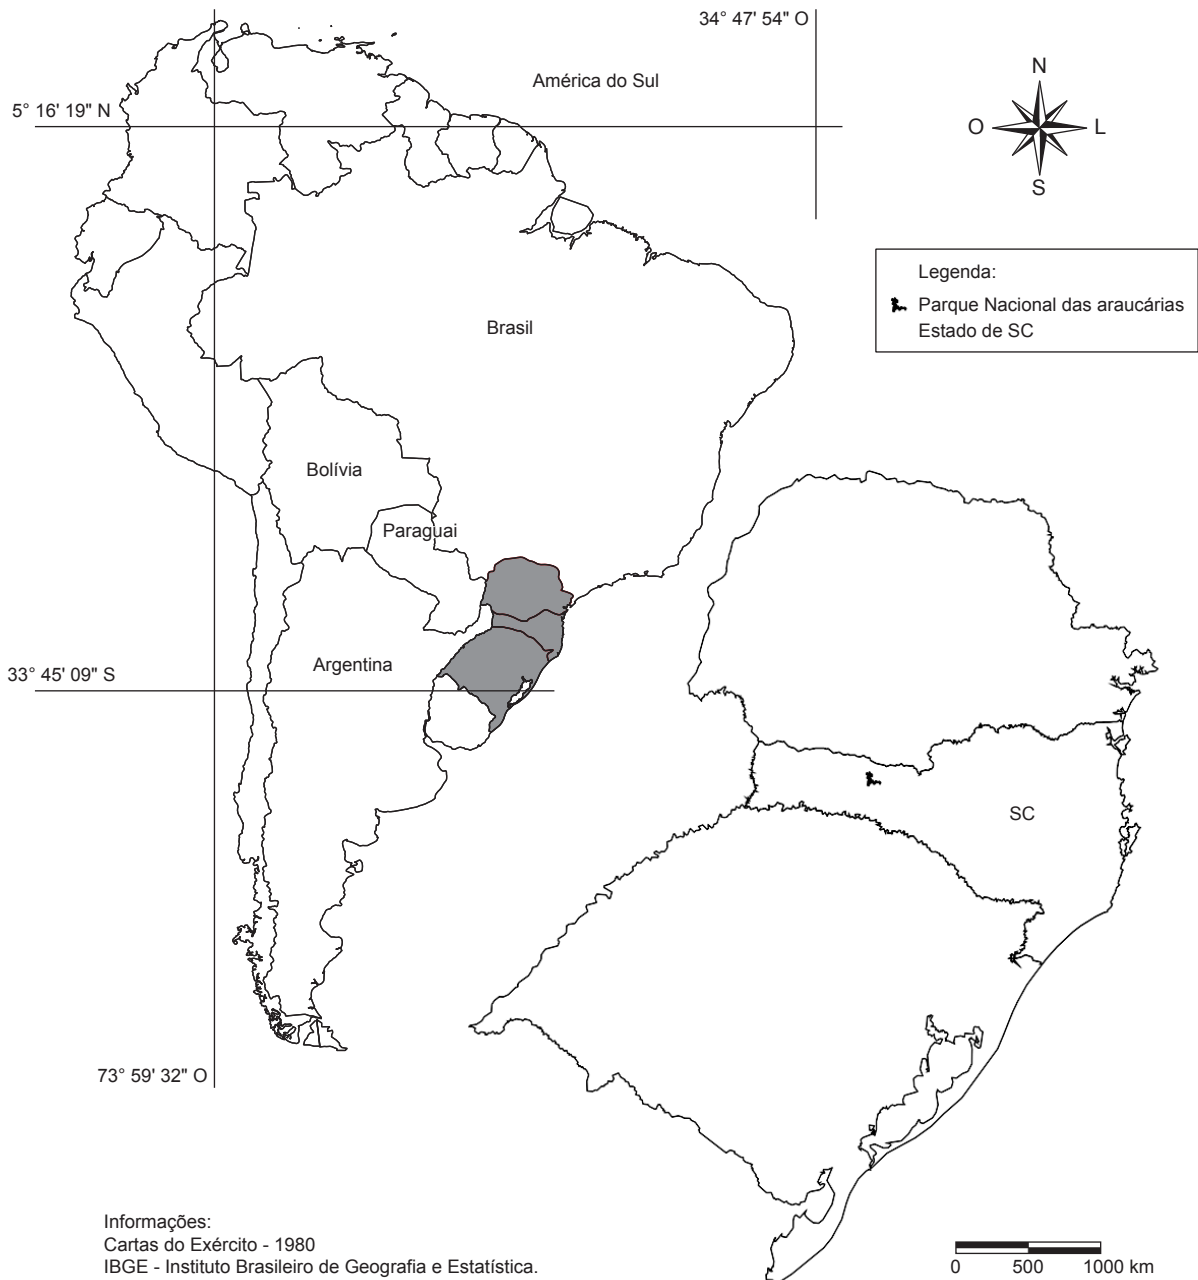 34° 47' 54" O
América do Sul
N
5° 16' 19" N
O
L
S
Legenda:
Parque Nacional das araucárias
Estado de SC
Brasil
Bolívia
Paraguai
Argentina
33° 45' 09" S
SC
73° 59' 32" O
Informações:
Cartas do Exército - 1980
IBGE - Instituto Brasileiro de Geografia e Estatística.
0 500 1000 km